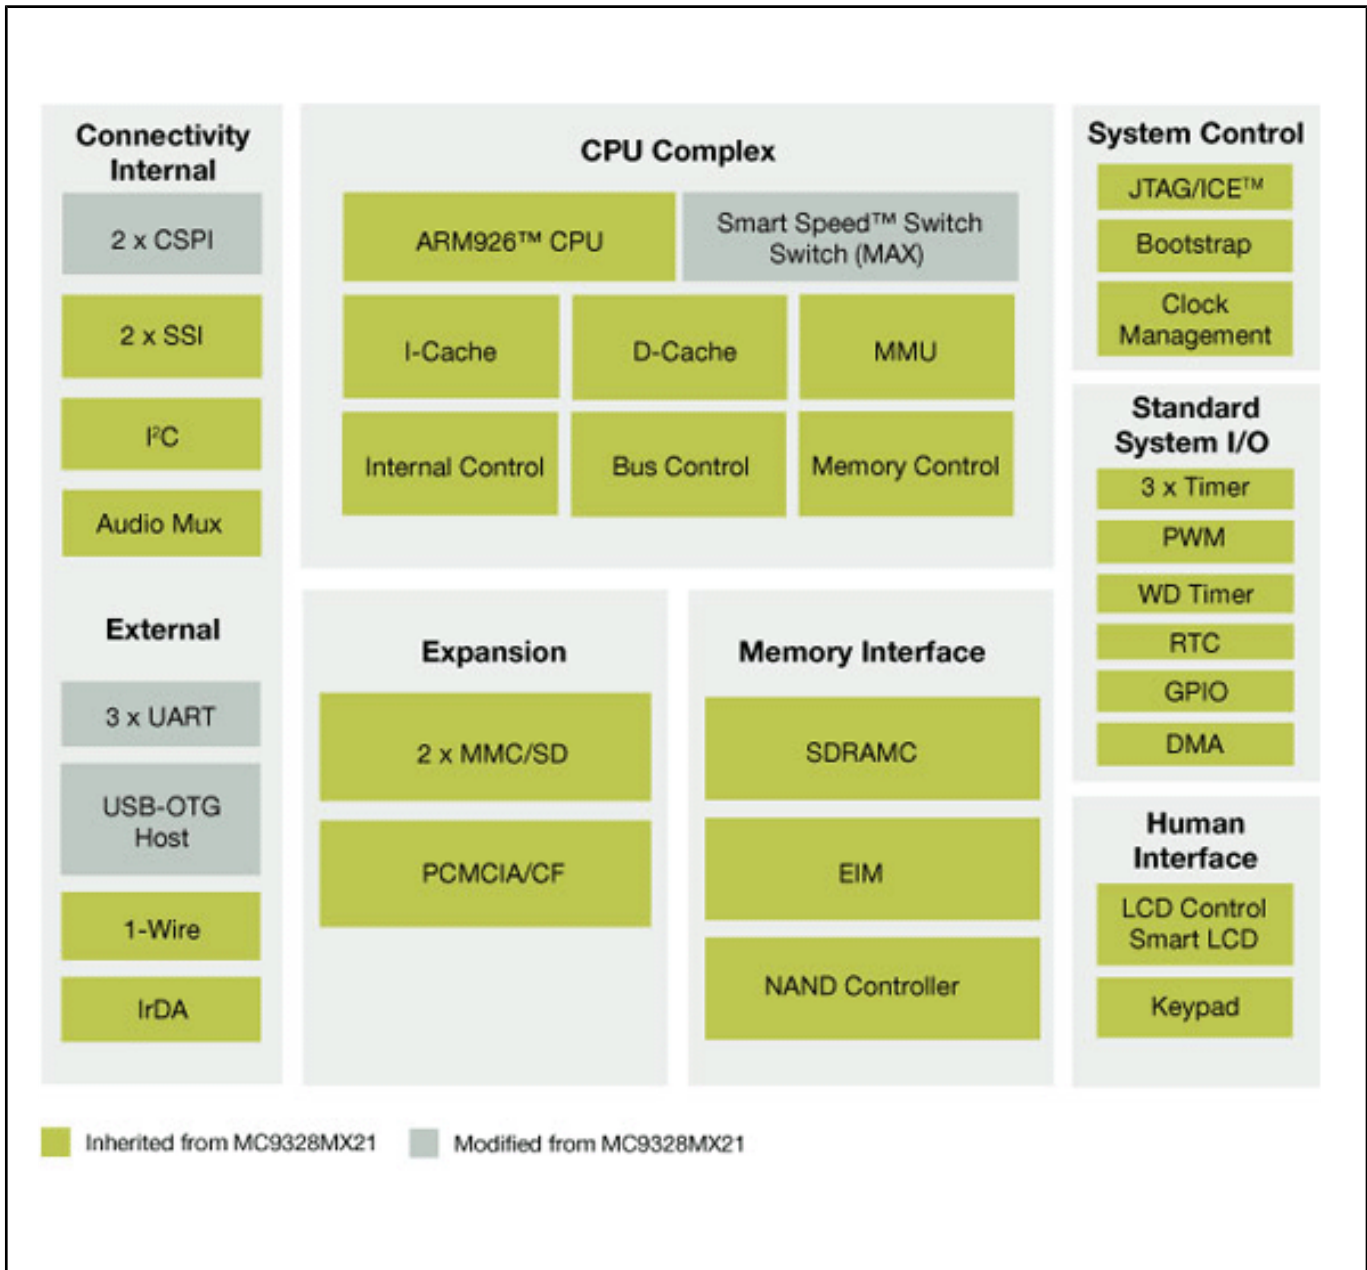 Connectivity
Internal
2 x CSPI
2 x SSI
I²C
Audio Mux
External
3 x UART
USB-OTG
Host
1-Wire
IrDA
CPU Complex
ARM926™ CPU
Smart Speed™ Switch
Switch (MAX)
I-Cache
D-Cache
MMU
Internal Control
Bus Control
Memory Control
Expansion
2 x MMC/SD
PCMCIA/CF
Memory Interface
SDRAMC
EIM
NAND Controller
System Control
JTAG/ICE™
Bootstrap
Clock
Management
Standard
System I/O
3 x Timer
PWM
WD Timer
RTC
GPIO
DMA
Human
Interface
LCD Control
Smart LCD
Keypad
Inherited from MC9328MX21
Modified from MC9328MX21